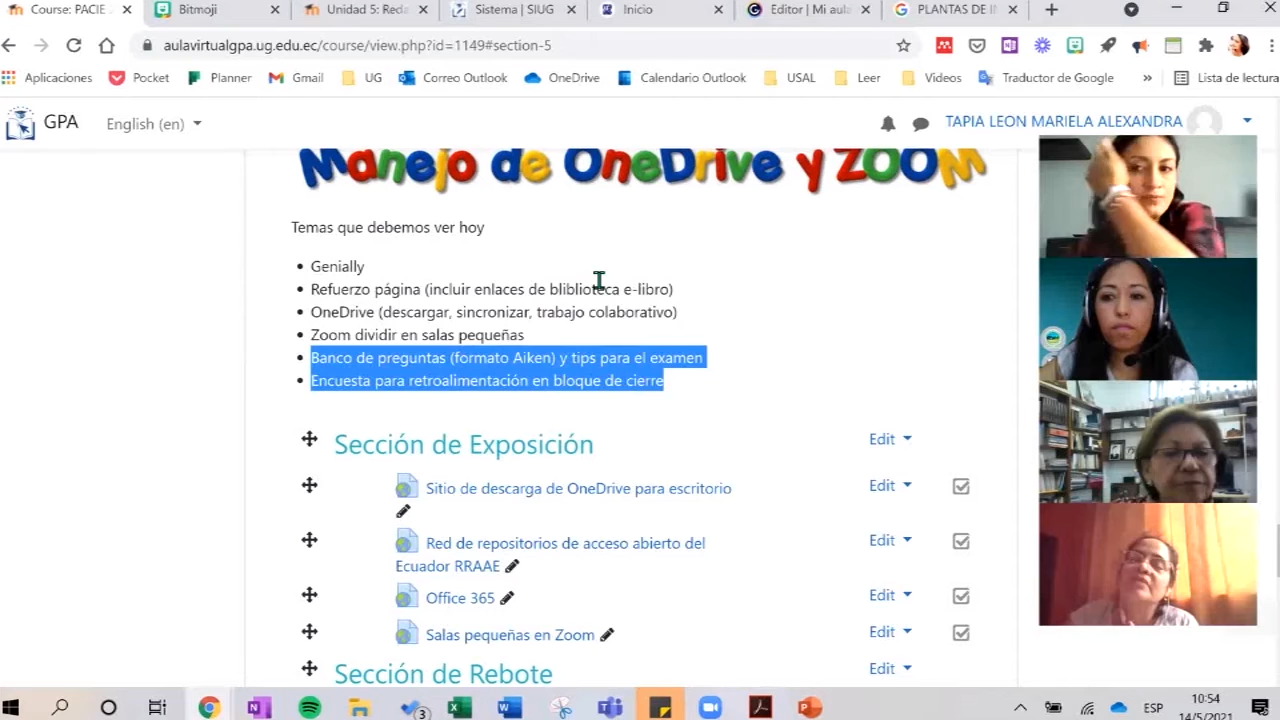 Course: PACIE
Bitmoji
Unidad 5: Reda
Sistema | SIUG
Inicio
Editor | Mi aula
PLANTAS DE IN
aulavirtualgpa.ug.edu.ec/course/view.php?id=1149#section-5
Aplicaciones
Pocket
Planner
Gmail
UG
Correo Outlook
OneDrive
Calendario Outlook
USAL
Leer
Videos
Traductor de Google
»
Lista de lectura
GPA
English (en)
TAPIA LEON MARIELA ALEXANDRA
Manejo de OneDrive y ZOOM
Temas que debemos ver hoy
• Genially
• Refuerzo página (incluir enlaces de bliblioteca e-libro)
• OneDrive (descargar, sincronizar, trabajo colaborativo)
• Zoom dividir en salas pequeñas
• Banco de preguntas (formato Aiken) y tips para el examen
• Encuesta para retroalimentación en bloque de cierre
Sección de Exposición
Edit
Sitio de descarga de OneDrive para escritorio
Edit
Red de repositorios de acceso abierto del
Ecuador RRAAE
Edit
Office 365
Edit
Salas pequeñas en Zoom
Edit
Sección de Rebote
Edit
3
ESP
10:54
14/5/2021